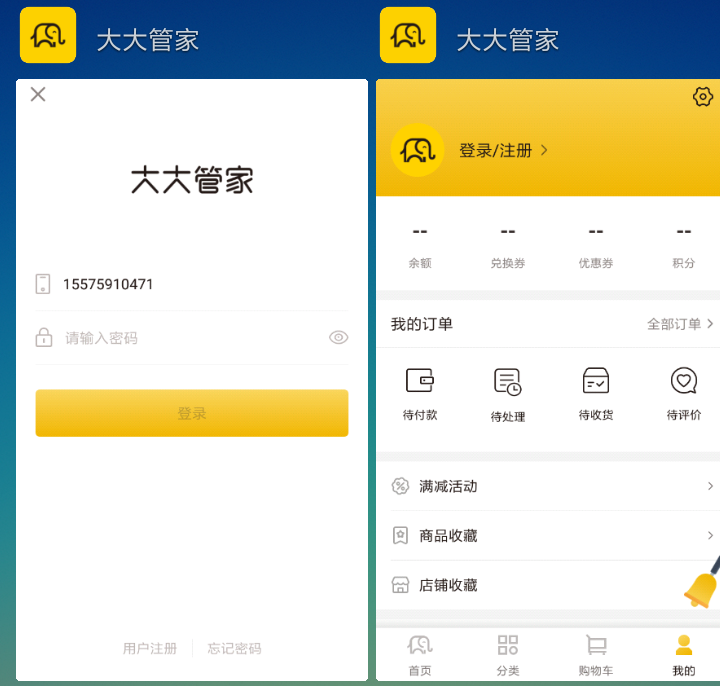 大大管家
大大管家
15575910471
请输入密码
登录
用户注册
忘记密码
大大管家
登录/注册
-- -- -- --
余额 兑换券 优惠券 积分
我的订单 全部订单
待付款 待处理 待收货 待评价
满减活动
商品收藏
店铺收藏
首页 分类 购物车 我的